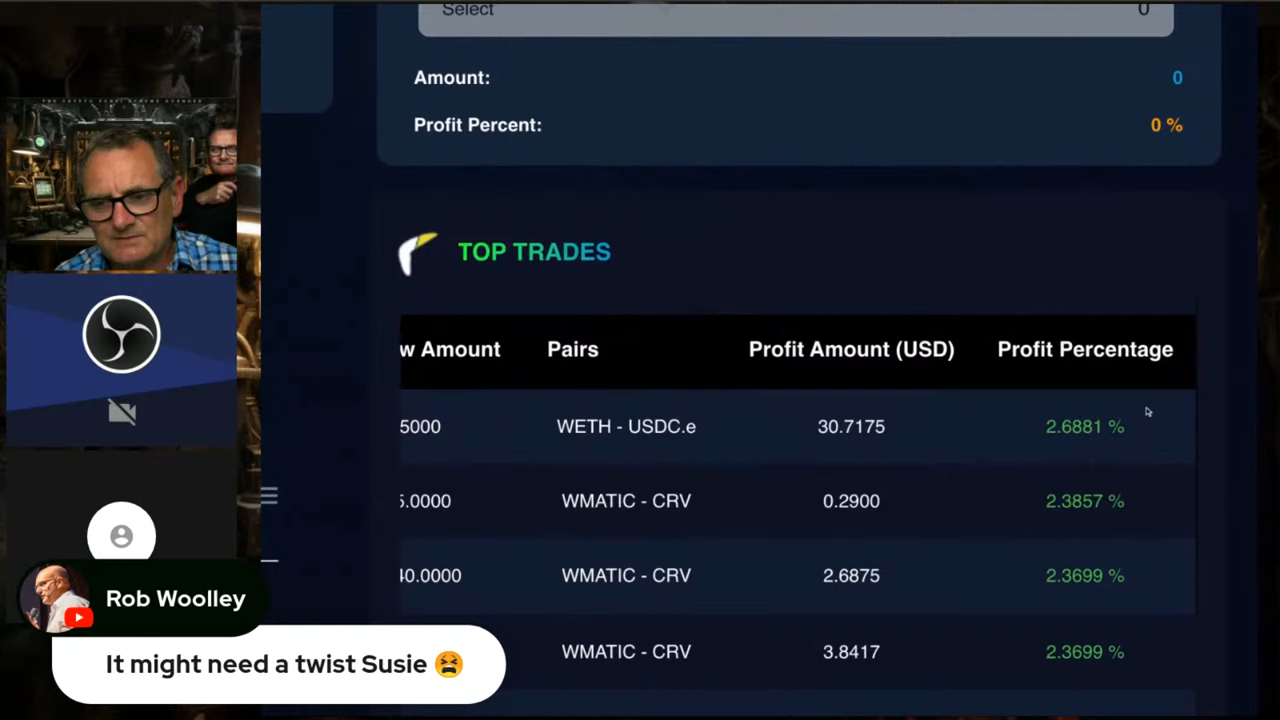 Select 0
Amount: 0
Profit Percent: 0 %
TOP TRADES
w Amount Pairs Profit Amount (USD) Profit Percentage
5000 WETH - USDC.e 30.7175 2.6881 %
5.0000 WMATIC - CRV 0.2900 2.3857 %
40.0000 WMATIC - CRV 2.6875 2.3699 %
WMATIC - CRV 3.8417 2.3699 %
Rob Woolley
It might need a twist Susie 😫